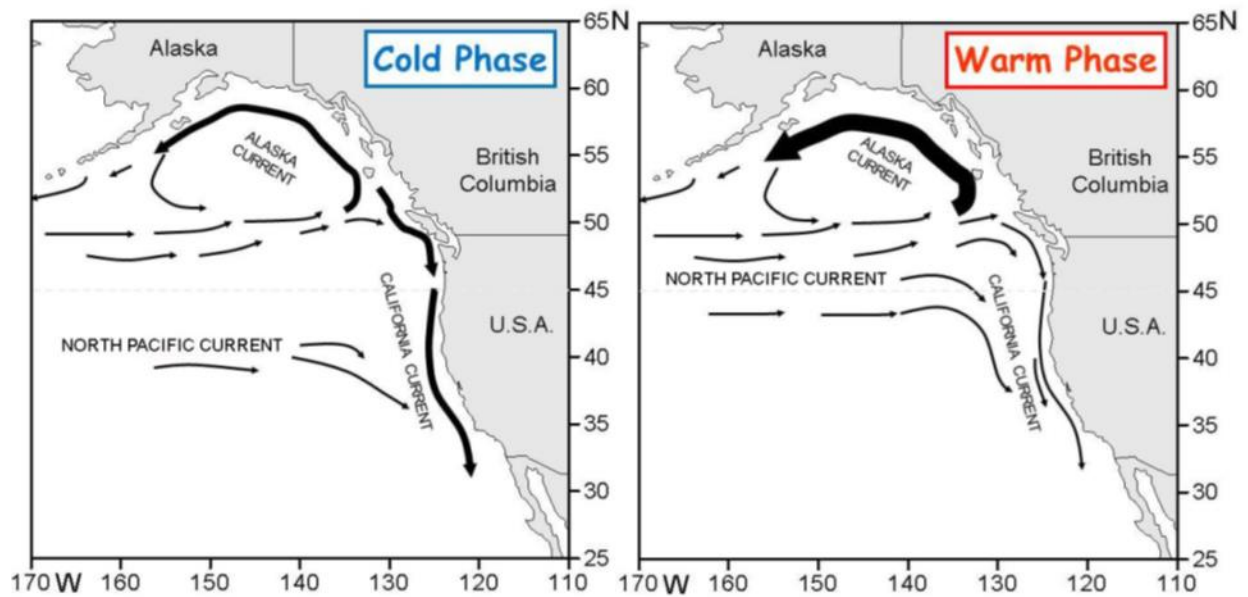 65N
Alaska
Cold Phase
60
ALASKA
CURRENT
55
British
Columbia
50
45
CALIFORNIA CURRENT
U.S.A.
NORTH PACIFIC CURRENT
40
35
30
25
170 W
160
150
140
130
120
110
65N
Alaska
Warm Phase
60
ALASKA
CURRENT
55
British
Columbia
50
NORTH PACIFIC CURRENT
45
CALIFORNIA CURRENT
U.S.A.
40
35
30
25
170 W
160
150
140
130
120
110